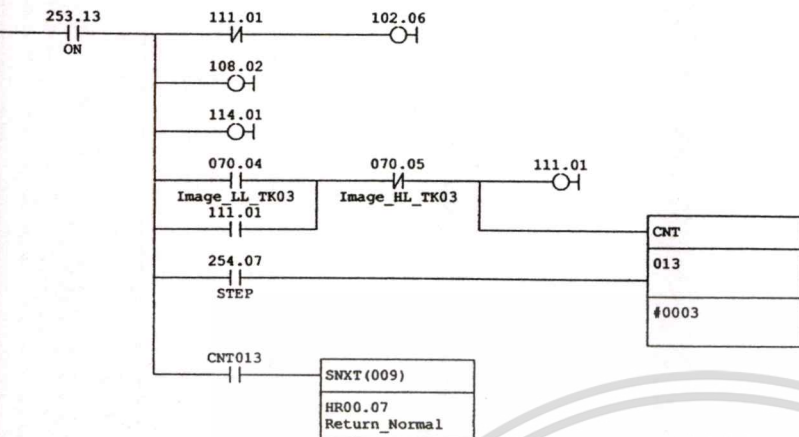 253.13 111.01 102.06
ON
108.02
114.01
070.04 070.05 111.01
Image_LL_TK03 Image_HL_TK03
111.01
CNT
254.07 013
STEP
#0003
CNT013
SNXT(009)
HR00.07
Return_Normal